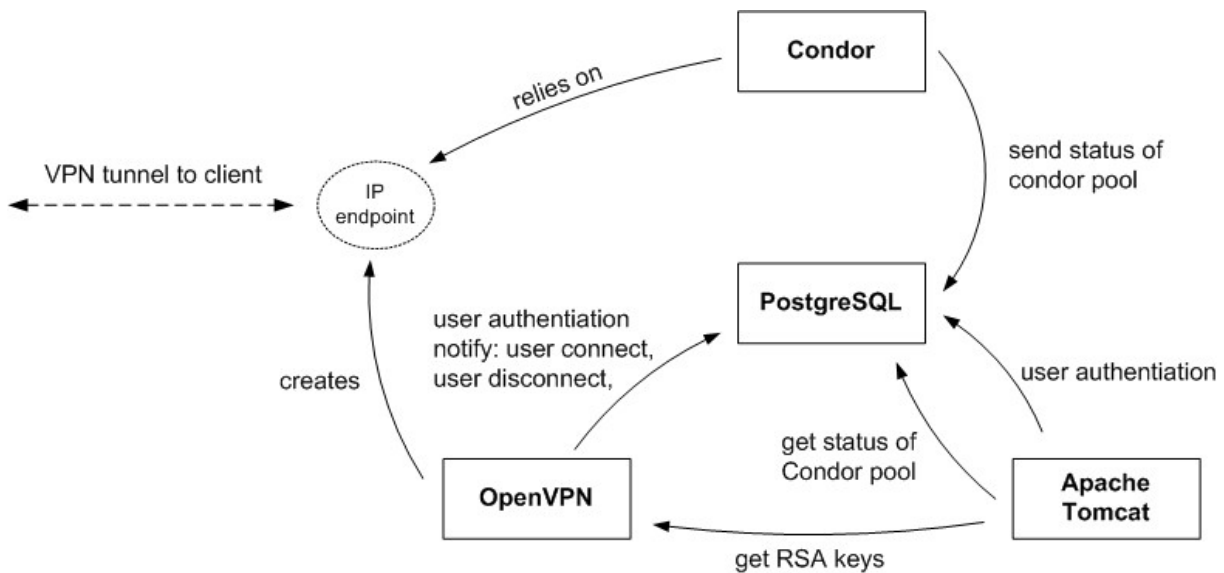 Condor
relies on
send status of
condor pool
VPN tunnel to client
IP
endpoint
PostgreSQL
user authentiation
notify: user connect,
user disconnect,
creates
user authentiation
get status of
Condor pool
OpenVPN
Apache
Tomcat
get RSA keys